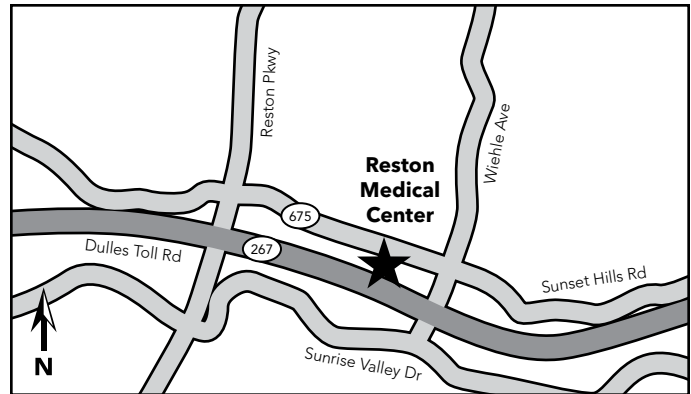 Reston Pkwy
Wiehle Ave
Reston
Medical
Center
675
267
Dulles Toll Rd
Sunset Hills Rd
Sunrise Valley Dr
N